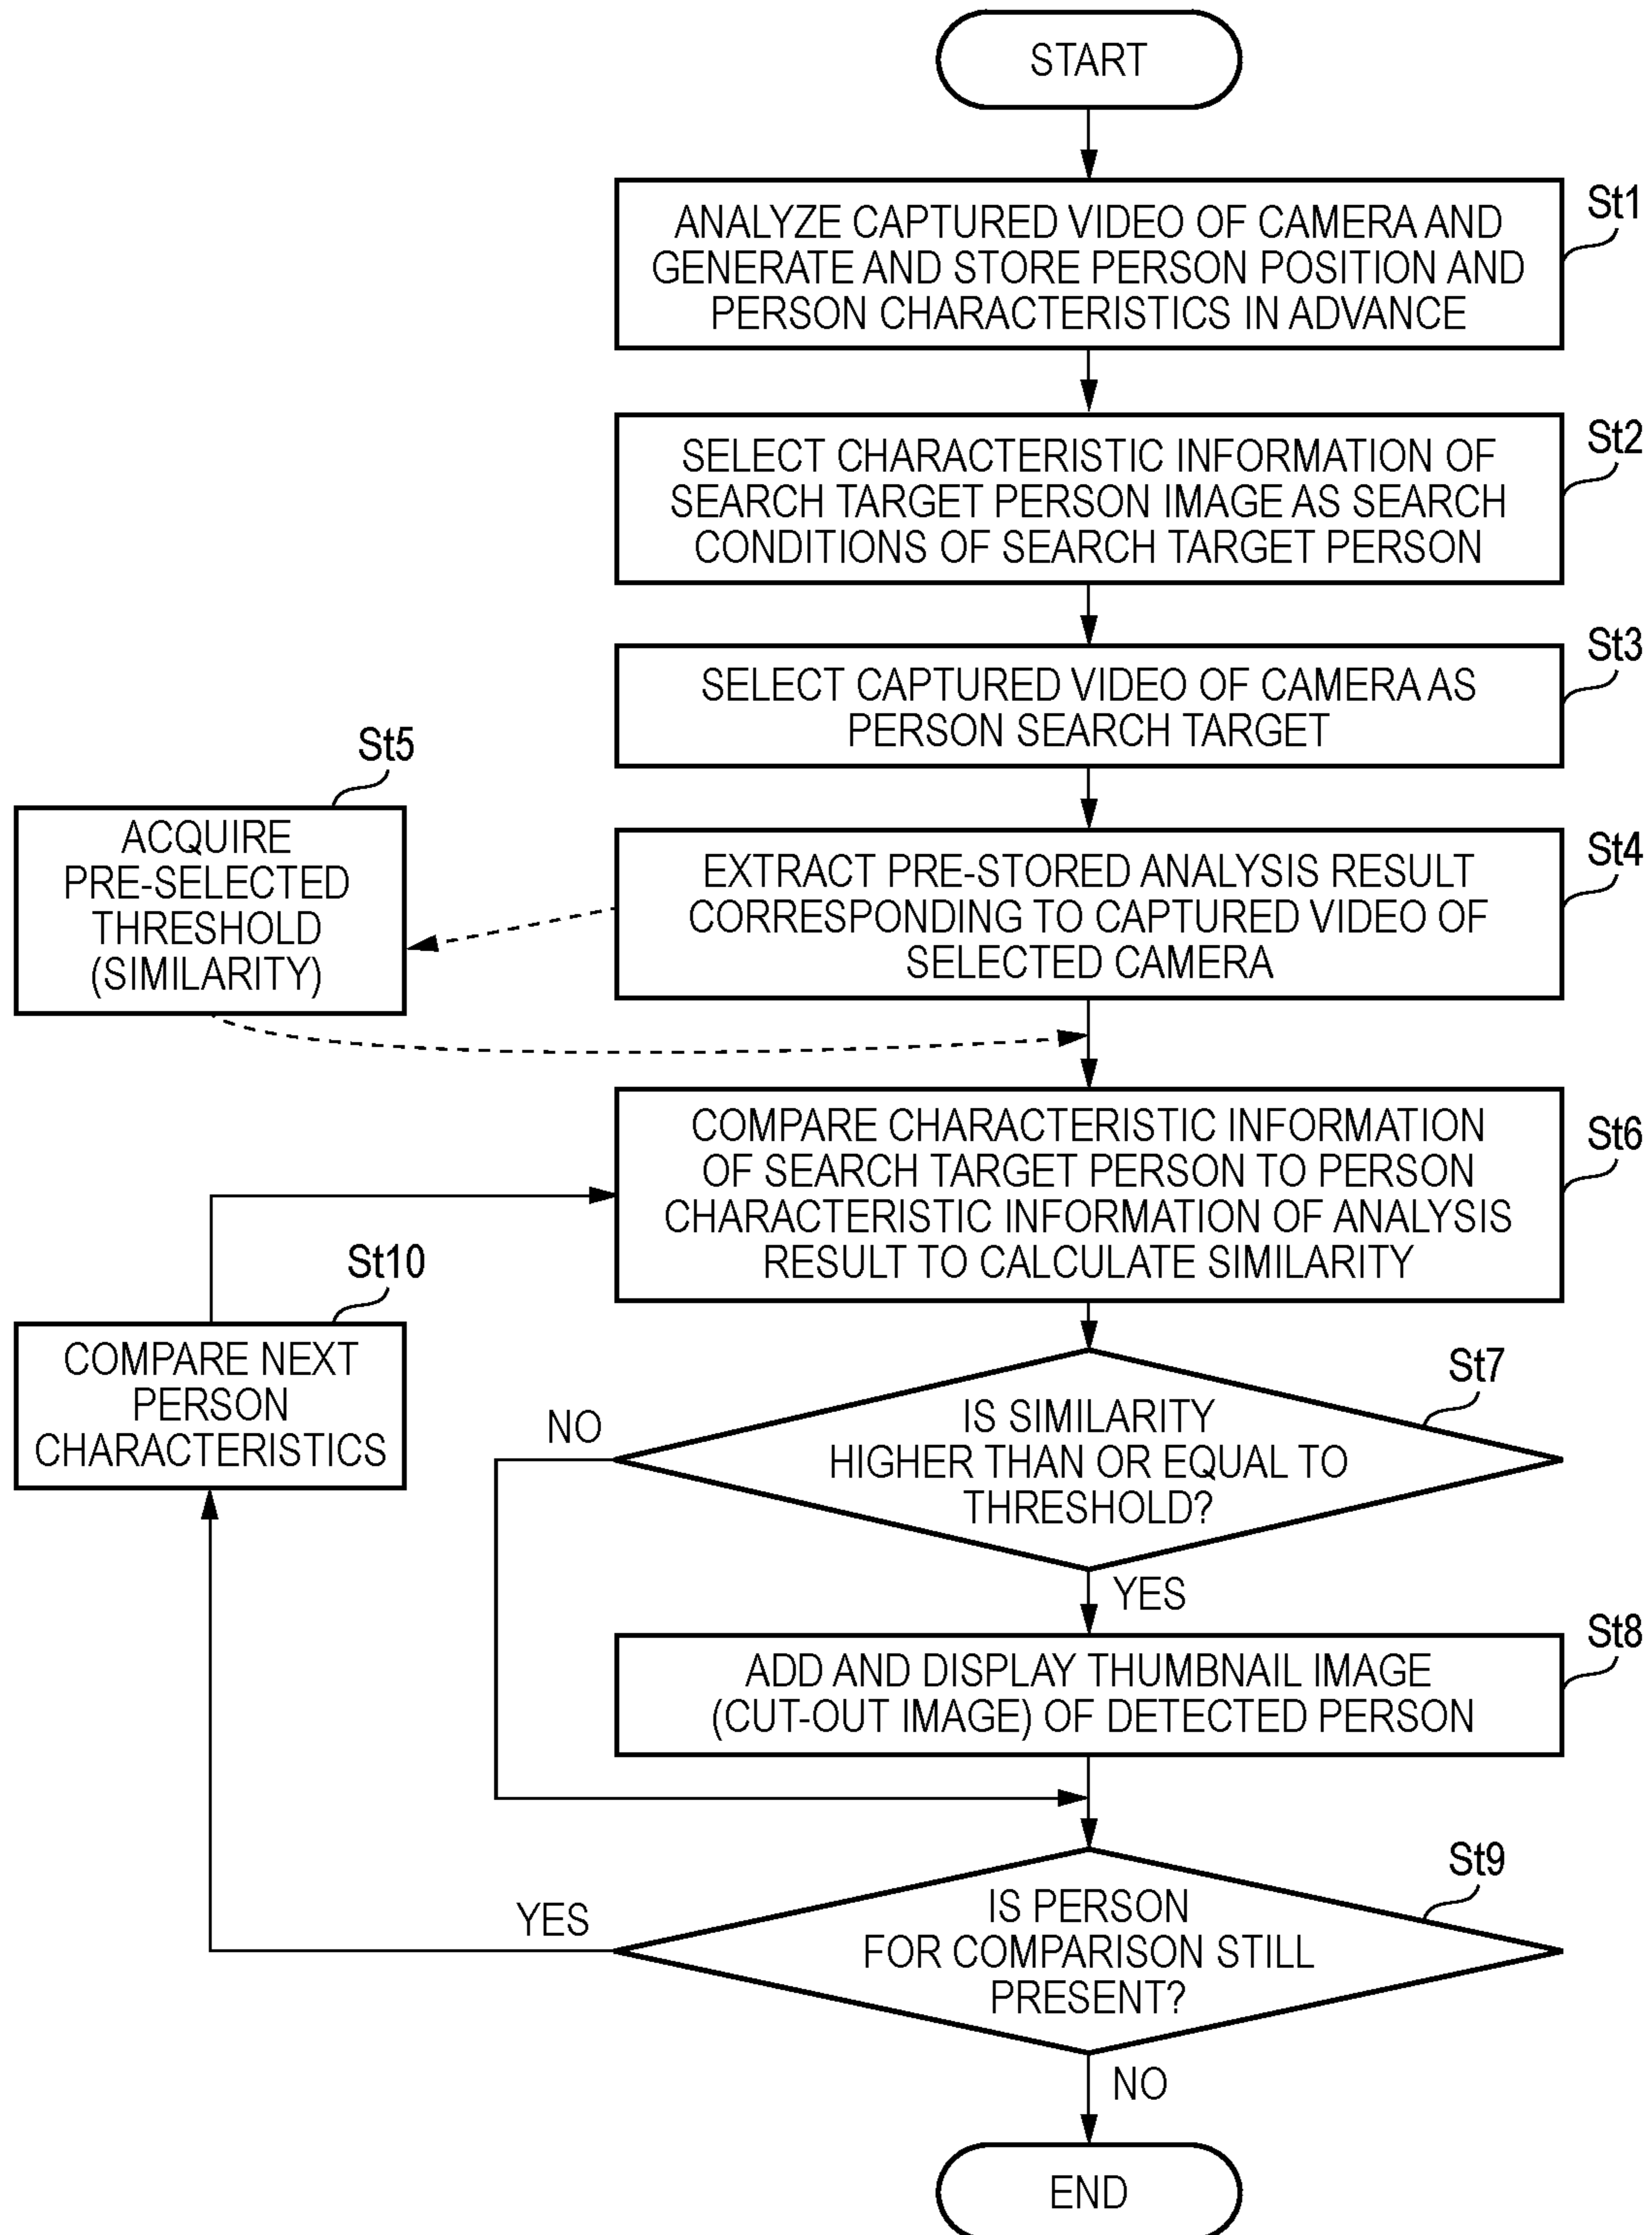 START
St1
ANALYZE CAPTURED VIDEO OF CAMERA AND
GENERATE AND STORE PERSON POSITION AND
PERSON CHARACTERISTICS IN ADVANCE
St2
SELECT CHARACTERISTIC INFORMATION OF
SEARCH TARGET PERSON IMAGE AS SEARCH
CONDITIONS OF SEARCH TARGET PERSON
St3
SELECT CAPTURED VIDEO OF CAMERA AS
PERSON SEARCH TARGET
St4
EXTRACT PRE-STORED ANALYSIS RESULT
CORRESPONDING TO CAPTURED VIDEO OF
SELECTED CAMERA
St5
ACQUIRE
PRE-SELECTED
THRESHOLD
(SIMILARITY)
St6
COMPARE CHARACTERISTIC INFORMATION
OF SEARCH TARGET PERSON TO PERSON
CHARACTERISTIC INFORMATION OF ANALYSIS
RESULT TO CALCULATE SIMILARITY
St7
IS SIMILARITY
HIGHER THAN OR EQUAL TO
THRESHOLD?
NO
YES
St8
ADD AND DISPLAY THUMBNAIL IMAGE
(CUT-OUT IMAGE) OF DETECTED PERSON
St9
IS PERSON
FOR COMPARISON STILL
PRESENT?
YES
St10
COMPARE NEXT
PERSON
CHARACTERISTICS
NO
END